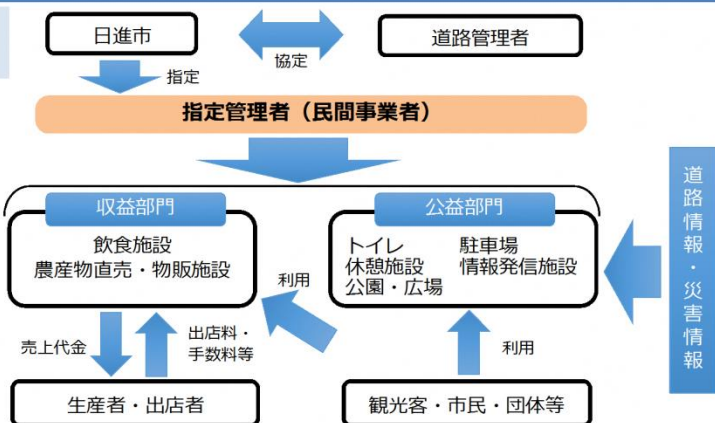 日進市
道路管理者
協定
指定
指定管理者（民間事業者）
収益部門
飲食施設
農産物直売・物販施設
公益部門
トイレ　駐車場
休憩施設　情報発信施設
公園・広場
道路情報・災害情報
利用
売上代金
出店料・
手数料等
利用
生産者・出店者
観光客・市民・団体等